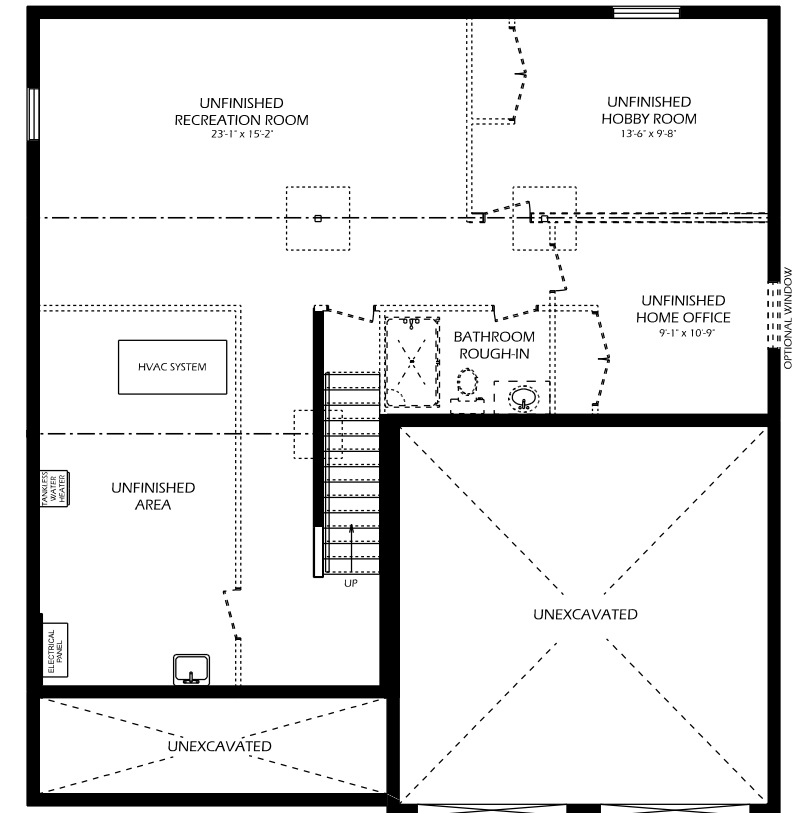 UNFINISHED
RECREATION ROOM
23'-1" x 15'-2"
UNFINISHED
HOBBY ROOM
13'-6" x 9'-8"
UNFINISHED
HOME OFFICE
9'-1" x 10'-9"
OPTIONAL WINDOW
BATHROOM
ROUGH-IN
HVAC SYSTEM
TANKLESS
WATER
HEATER
UNFINISHED
AREA
UP
UNEXCAVATED
ELECTRICAL
PANEL
UNEXCAVATED